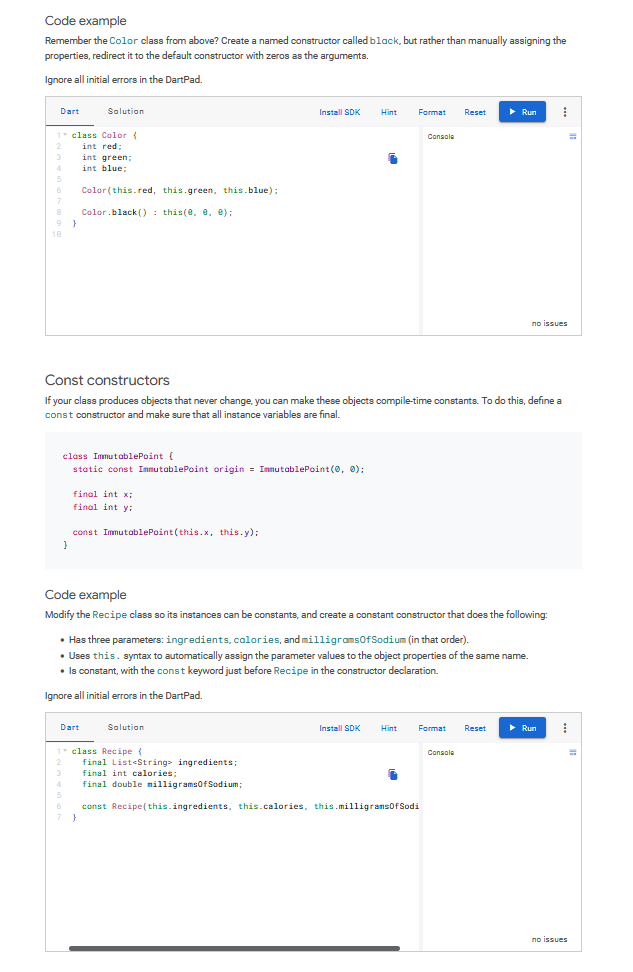 Code example
Remember the Color class from above? Create a named constructor called black, but rather than manually assigning the
properties, redirect it to the default constructor with zeros as the arguments.
Ignore all initial errors in the DartPad.
Dart Solution Install SDK Hint Format Reset Run
1 class Color {
2 int red;
3 int green;
4 int blue;
5
6 Color(this.red, this.green, this.blue);
7
8 Color.black() : this(0, 0, 0);
9 }
10
Console
no issues
Const constructors
If your class produces objects that never change, you can make these objects compile-time constants. To do this, define a
const constructor and make sure that all instance variables are final.
class ImmutablePoint {
static const ImmutablePoint origin = ImmutablePoint(0, 0);
final int x;
final int y;
const ImmutablePoint(this.x, this.y);
}
Code example
Modify the Recipe class so its instances can be constants, and create a constant constructor that does the following:
• Has three parameters: ingredients, calories, and milligramsOfSodium (in that order).
• Uses this. syntax to automatically assign the parameter values to the object properties of the same name.
• Is constant, with the const keyword just before Recipe in the constructor declaration.
Ignore all initial errors in the DartPad.
Dart Solution Install SDK Hint Format Reset Run
1 class Recipe {
2 final List<String> ingredients;
3 final int calories;
4 final double milligramsOfSodium;
5
6 const Recipe(this.ingredients, this.calories, this.milligramsOfSodi
7 }
Console
no issues